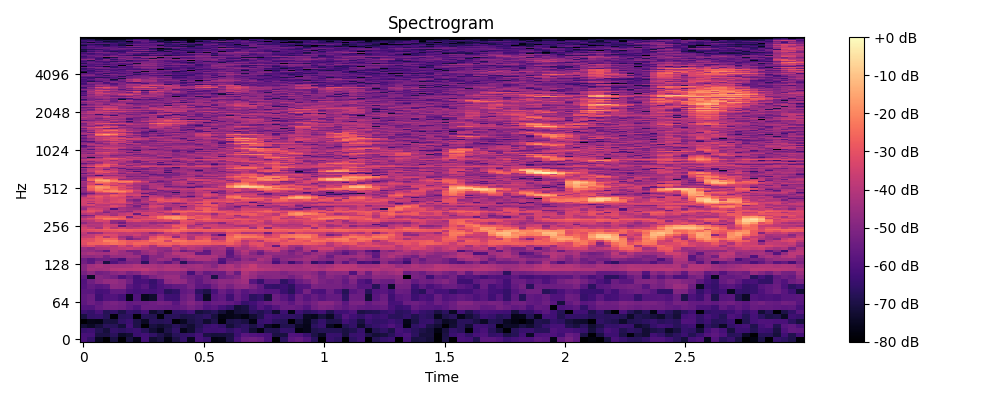 Spectrogram
+0 dB
4096
-10 dB
2048
-20 dB
1024
-30 dB
Hz
512
-40 dB
256
-50 dB
128
-60 dB
64
-70 dB
0
-80 dB
0 0.5 1 1.5 2 2.5
Time